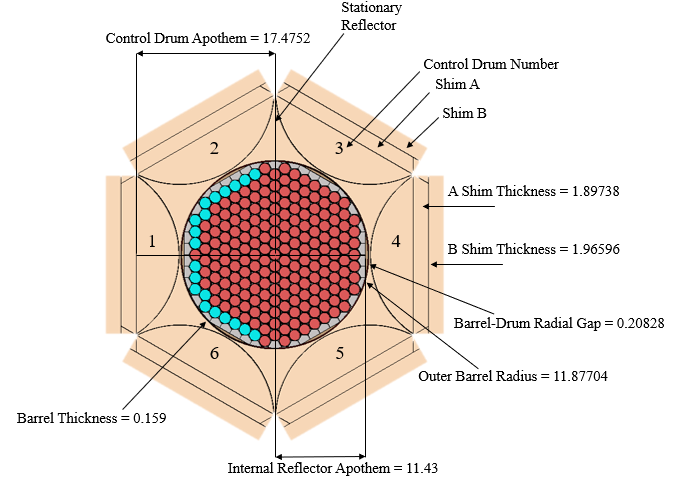 Stationary
Reflector
Control Drum Apothem = 17.4752
Control Drum Number
Shim A
Shim B
2
3
A Shim Thickness = 1.89738
1
4
B Shim Thickness = 1.96596
Barrel-Drum Radial Gap = 0.20828
6
5
Outer Barrel Radius = 11.87704
Barrel Thickness = 0.159
Internal Reflector Apothem = 11.43